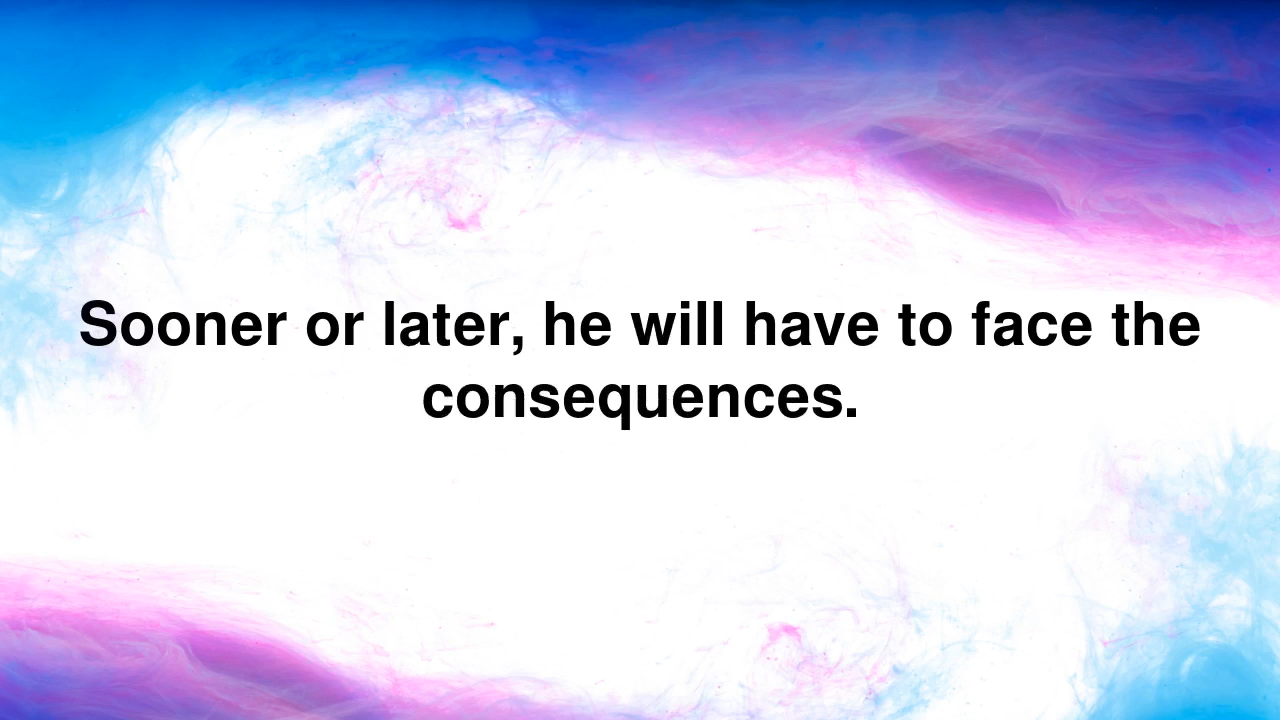 Sooner or later, he will have to face the
consequences.